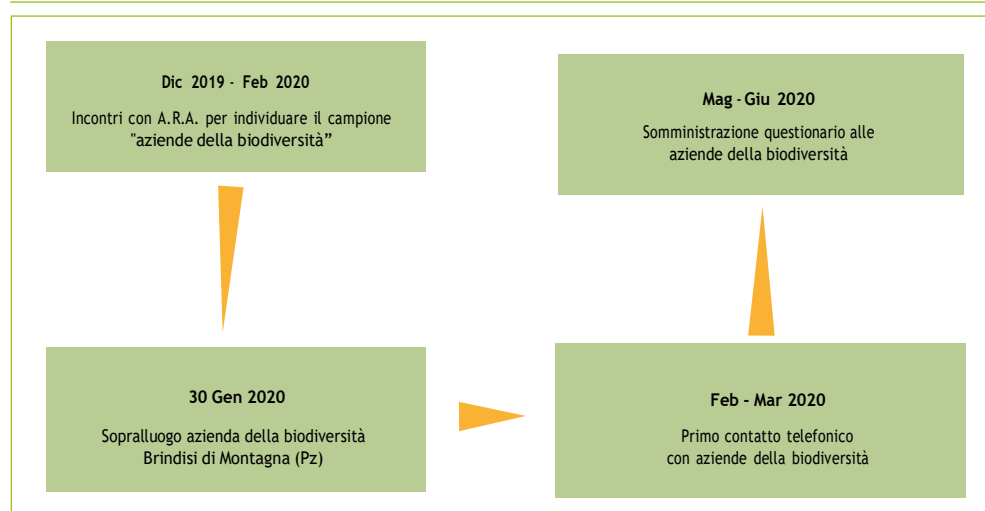 Dic 2019 - Feb 2020
Incontri con A.R.A. per individuare il campione
"aziende della biodiversità”
30 Gen 2020
Sopralluogo azienda della biodiversità
Brindisi di Montagna (Pz)
Feb - Mar 2020
Primo contatto telefonico
con aziende della biodiversità
Mag - Giu 2020
Somministrazione questionario alle
aziende della biodiversità